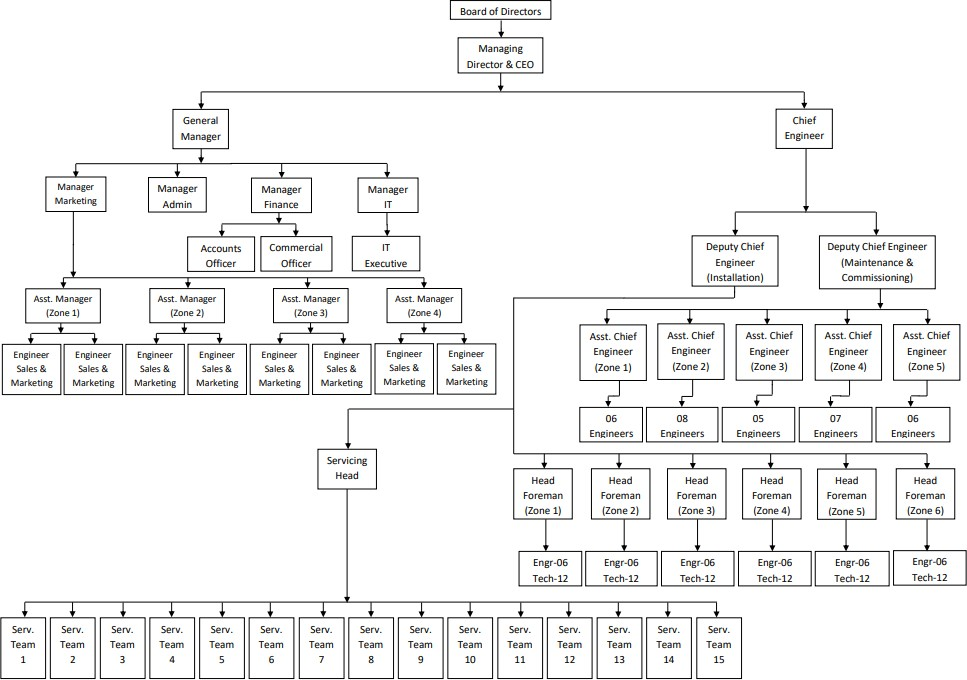 Board of Directors
Managing
Director & CEO
General
Manager
Chief
Engineer
Manager
Marketing
Manager
Admin
Manager
Finance
Manager
IT
Accounts
Officer
Commercial
Officer
IT
Executive
Deputy Chief
Engineer
(Installation)
Deputy Chief Engineer
(Maintenance &
Commissioning)
Asst. Manager
(Zone 1)
Asst. Manager
(Zone 2)
Asst. Manager
(Zone 3)
Asst. Manager
(Zone 4)
Engineer
Sales &
Marketing
Engineer
Sales &
Marketing
Engineer
Sales &
Marketing
Engineer
Sales &
Marketing
Engineer
Sales &
Marketing
Engineer
Sales &
Marketing
Engineer
Sales &
Marketing
Engineer
Sales &
Marketing
Asst. Chief
Engineer
(Zone 1)
Asst. Chief
Engineer
(Zone 2)
Asst. Chief
Engineer
(Zone 3)
Asst. Chief
Engineer
(Zone 4)
Asst. Chief
Engineer
(Zone 5)
06
Engineers
08
Engineers
05
Engineers
07
Engineers
06
Engineers
Servicing
Head
Head
Foreman
(Zone 1)
Head
Foreman
(Zone 2)
Head
Foreman
(Zone 3)
Head
Foreman
(Zone 4)
Head
Foreman
(Zone 5)
Head
Foreman
(Zone 6)
Engr-06
Tech-12
Engr-06
Tech-12
Engr-06
Tech-12
Engr-06
Tech-12
Engr-06
Tech-12
Engr-06
Tech-12
Serv.
Team
1
Serv.
Team
2
Serv.
Team
3
Serv.
Team
4
Serv.
Team
5
Serv.
Team
6
Serv.
Team
7
Serv.
Team
8
Serv.
Team
9
Serv.
Team
10
Serv.
Team
11
Serv.
Team
12
Serv.
Team
13
Serv.
Team
14
Serv.
Team
15